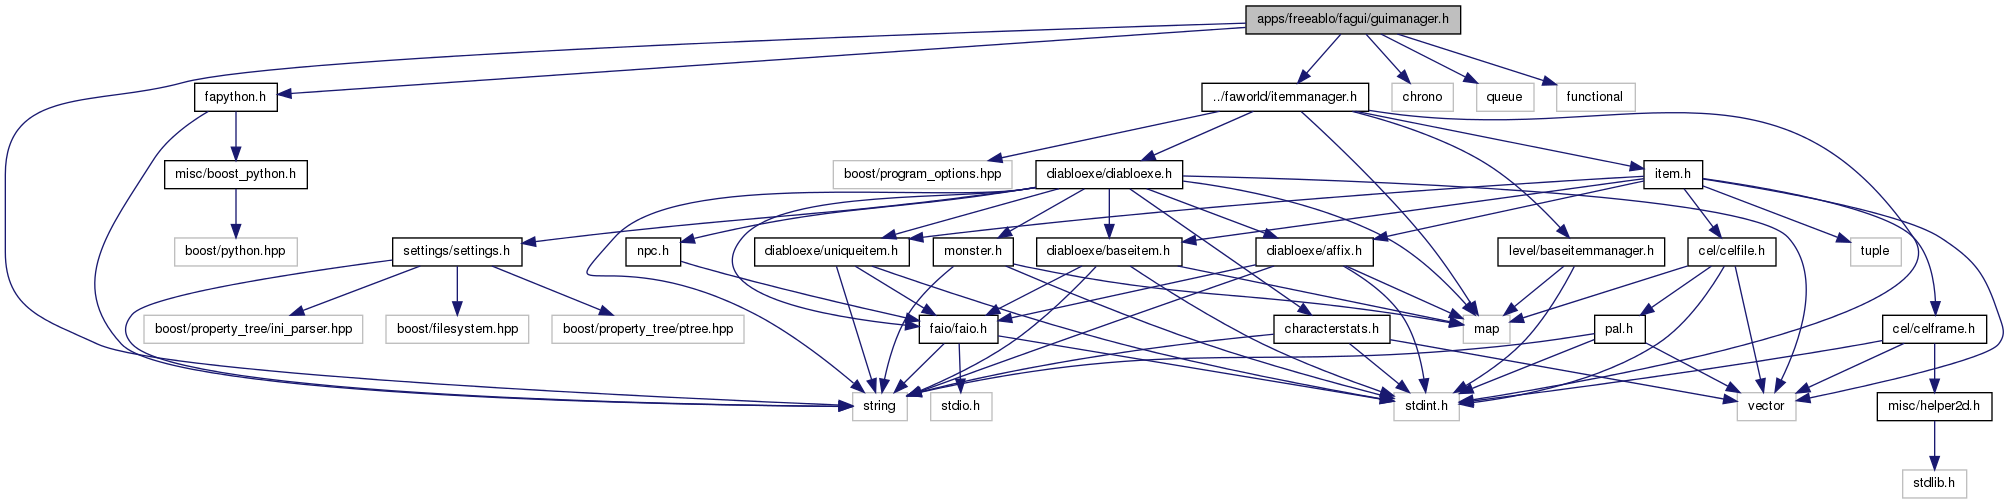 apps/freeablo/fagui/guimanager.h
fapython.h
../faworld/itemmanager.h
chrono
queue
functional
misc/boost_python.h
boost/program_options.hpp
diabloexe/diabloexe.h
item.h
boost/python.hpp
settings/settings.h
npc.h
diabloexe/uniqueitem.h
monster.h
diabloexe/baseitem.h
diabloexe/affix.h
level/baseitemmanager.h
cel/celfile.h
tuple
boost/property_tree/ini_parser.hpp
boost/filesystem.hpp
boost/property_tree/ptree.hpp
faio/faio.h
characterstats.h
map
pal.h
cel/celframe.h
string
stdio.h
stdint.h
vector
misc/helper2d.h
stdlib.h